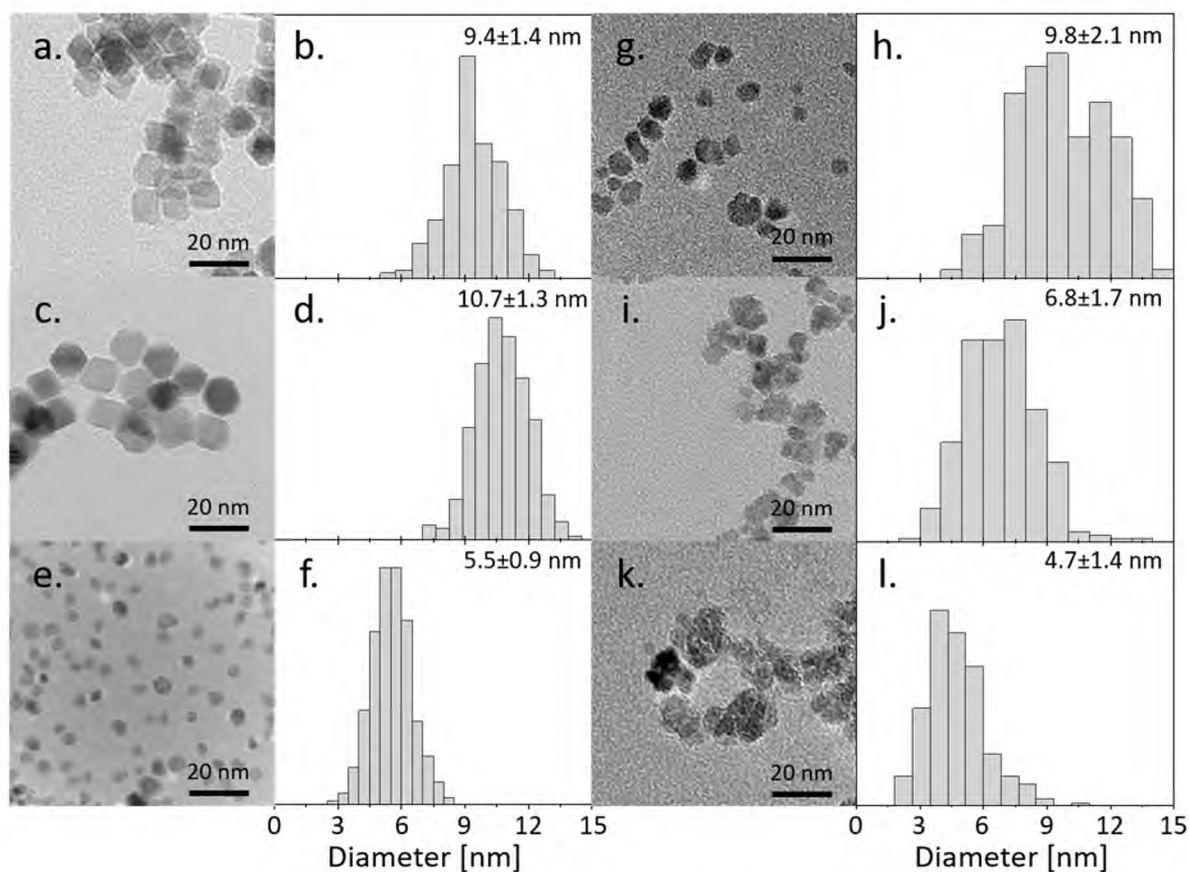 a.
20 nm
b.
9.4±1.4 nm
g.
20 nm
h.
9.8±2.1 nm
c.
20 nm
d.
10.7±1.3 nm
i.
20 nm
j.
6.8±1.7 nm
e.
20 nm
f.
5.5±0.9 nm
k.
20 nm
l.
4.7±1.4 nm
0 3 6 9 12 15
0 3 6 9 12 15
Diameter [nm]
Diameter [nm]